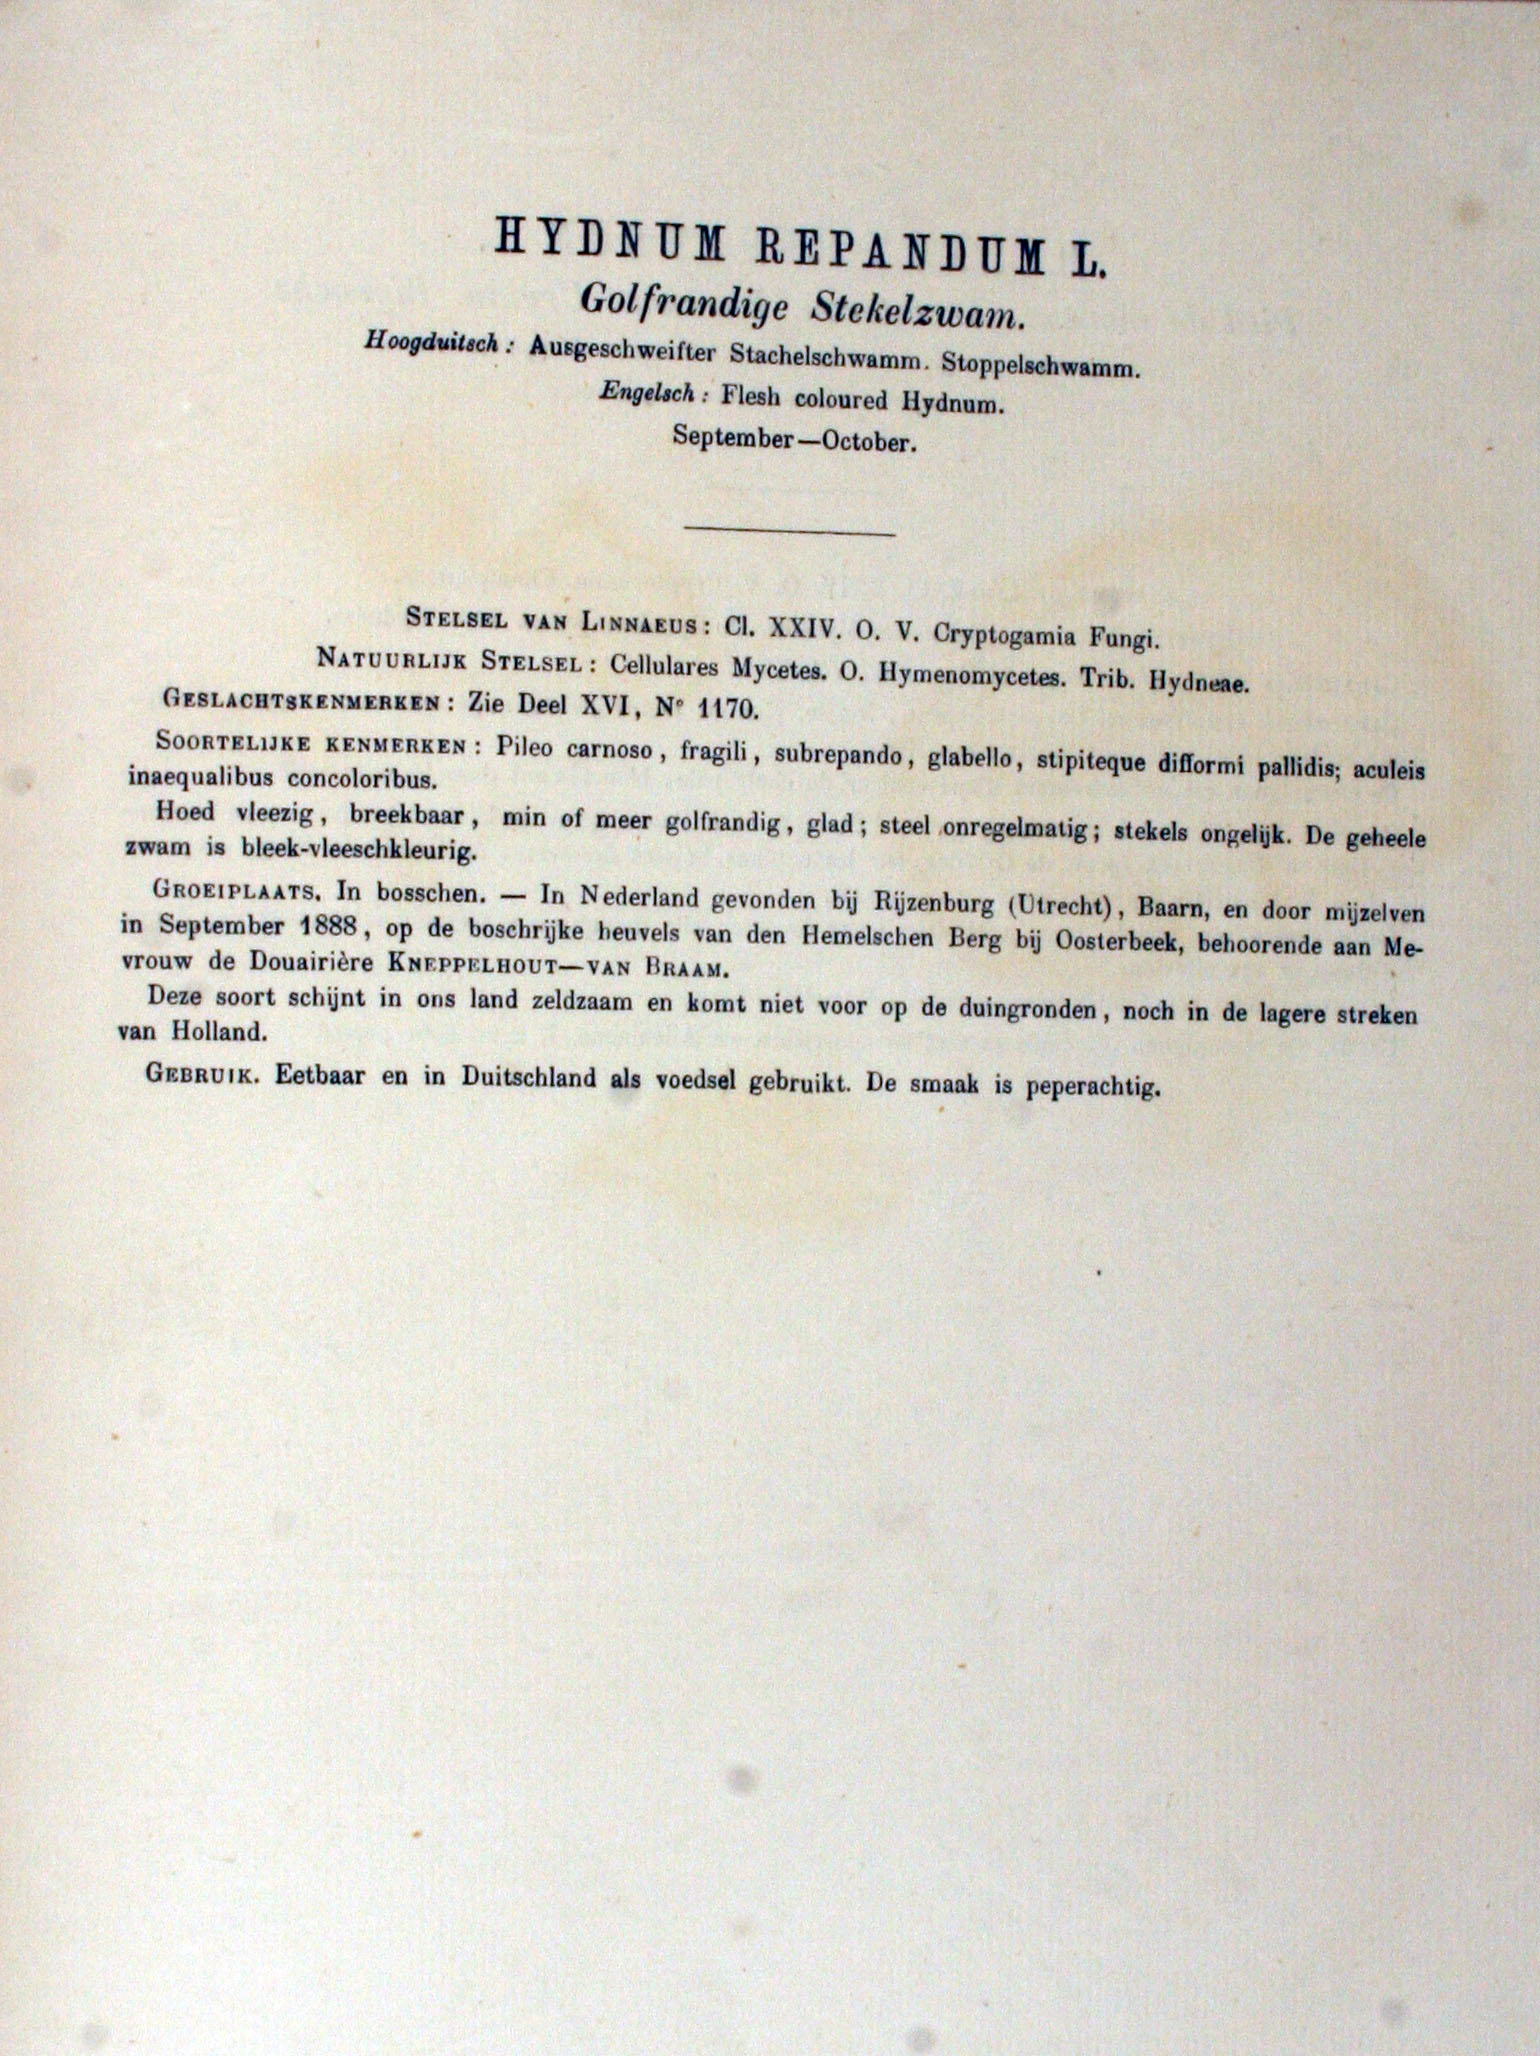 HYDNUM REPANDUM L.
Golfrandige Stekelzwam.
Hoogduitsch: Ausgeschweifter Stachelschwamm. Stoppelschwamm.
Engelsch: Flesh coloured Hydnum.
September—October.
STELSEL VAN LINNAEUS: Cl. XXIV. O. V. Cryptogamia Fungi.
NATUURLIJK STELSEL: Cellulares Mycetes. O. Hymenomycetes. Trib. Hydneae.
GESLACHTSKENMERKEN: Zie Deel XVI, N° 1170.
SOORTELIJKE KENMERKEN: Pileo carnoso, fragili, subrepando, glabello, stipiteque difformi pallidis; aculeis
inaequalibus concoloribus.
Hoed vleezig, breekbaar, min of meer golfrandig, glad; steel onregelmatig; stekels ongelijk. De geheele
zwam is bleek-vleeschkleurig.
GROEIPLAATS. In bosschen. — In Nederland gevonden bij Rijzenburg (Utrecht), Baarn, en door mijzelven
in September 1888, op de boschrijke heuvels van den Hemelschen Berg bij Oosterbeek, behoorende aan Me-
vrouw de Douairière KNEPPELHOUT—VAN BRAAM.
Deze soort schijnt in ons land zeldzaam en komt niet voor op de duingronden, noch in de lagere streken
van Holland.
GEBRUIK. Eetbaar en in Duitschland als voedsel gebruikt. De smaak is peperachtig.